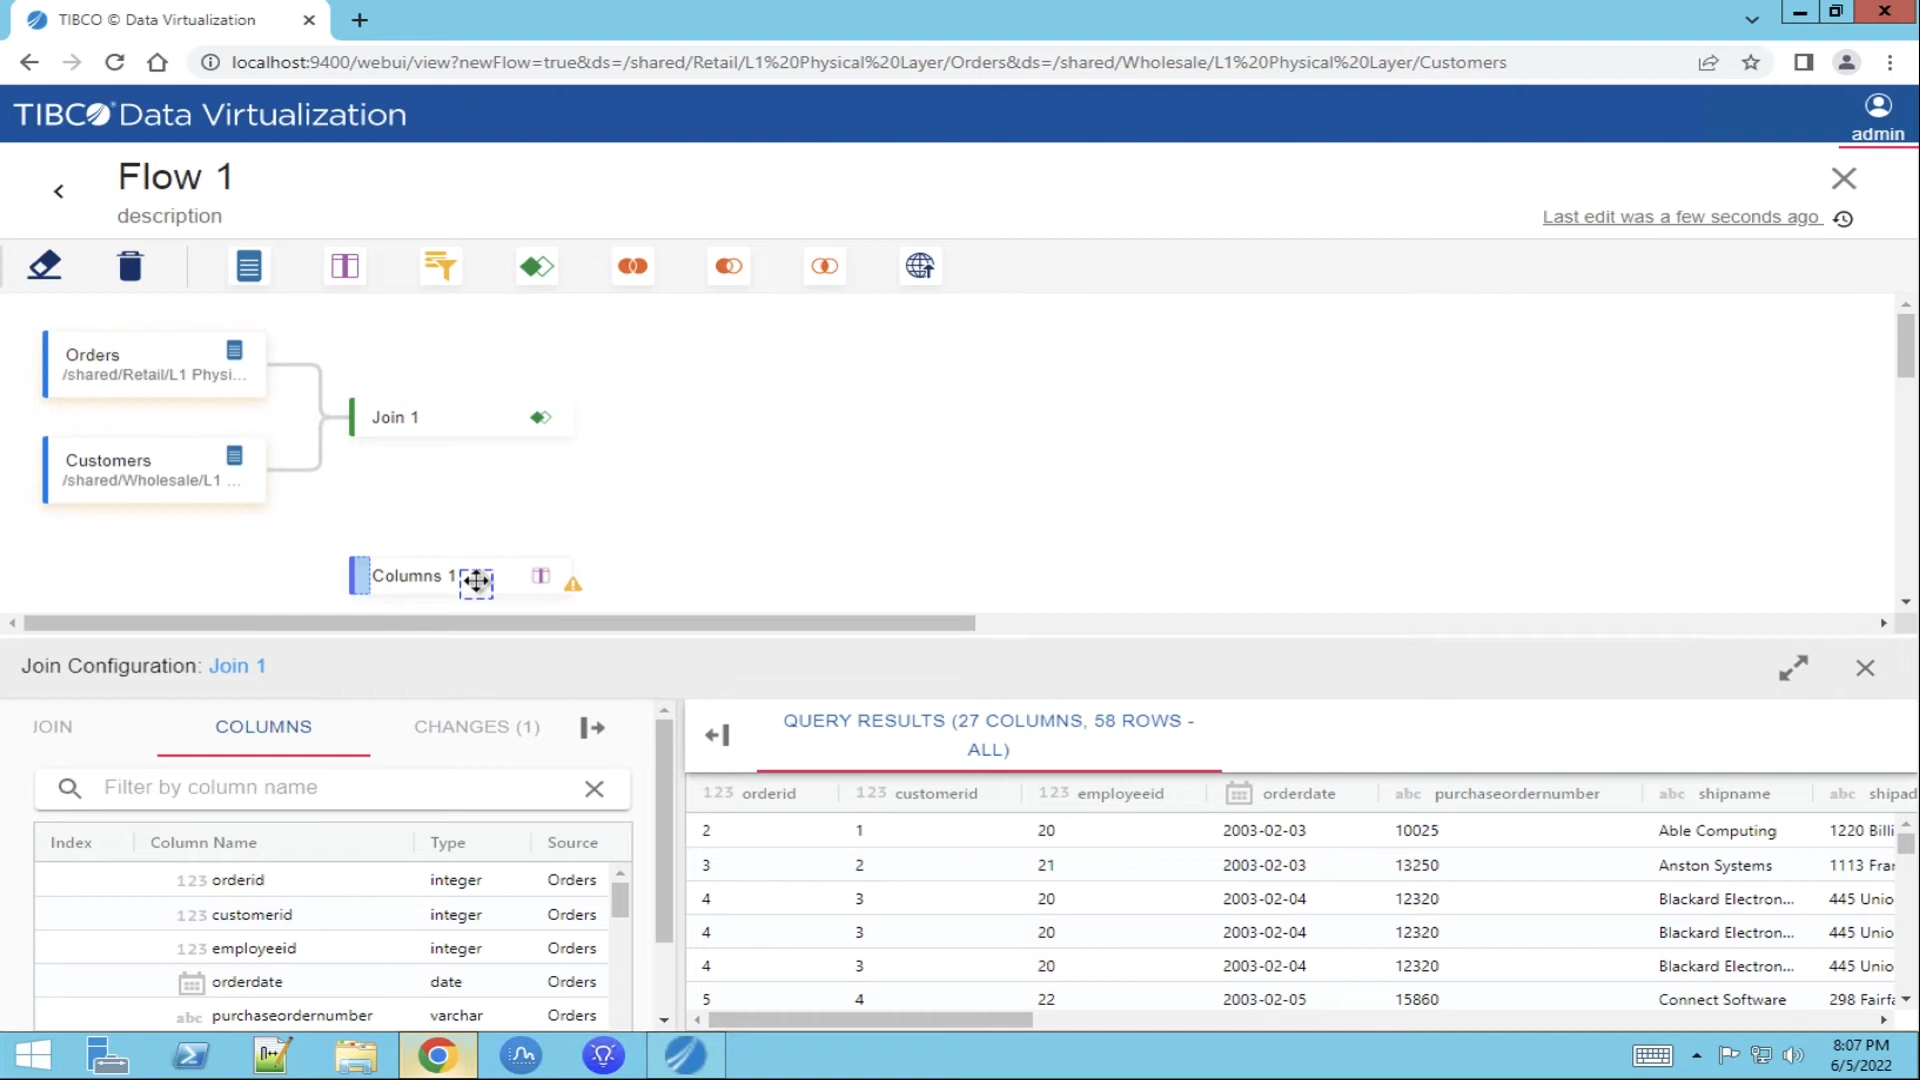 TIBCO © Data Virtualization
localhost:9400/webui/view?newFlow=true&ds=/shared/Retail/L1%20Physical%20Layer/Orders&ds=/shared/Wholesale/L1%20Physical%20Layer/Customers
TIBCO® Data Virtualization
admin
Flow 1
description
Last edit was a few seconds ago
Orders
/shared/Retail/L1 Physi...
Join 1
Customers
/shared/Wholesale/L1 ...
Columns 1
Join Configuration: Join 1
JOIN COLUMNS CHANGES (1)
QUERY RESULTS (27 COLUMNS, 58 ROWS -
ALL)
Filter by column name
Index Column Name Type Source
123 orderid integer Orders
123 customerid integer Orders
123 employeeid integer Orders
orderdate date Orders
abc purchaseordernumber varchar Orders
123 orderid 123 customerid 123 employeeid orderdate abc purchaseordernumber abc shipname abc shipad
2 1 20 2003-02-03 10025 Able Computing 1220 Billi
3 2 21 2003-02-03 13250 Anston Systems 1113 Fran
4 3 20 2003-02-04 12320 Blackard Electron... 445 Unio
4 3 20 2003-02-04 12320 Blackard Electron... 445 Unio
4 3 20 2003-02-04 12320 Blackard Electron... 445 Unio
5 4 22 2003-02-05 15860 Connect Software 298 Fairfa
8:07 PM
6/5/2022